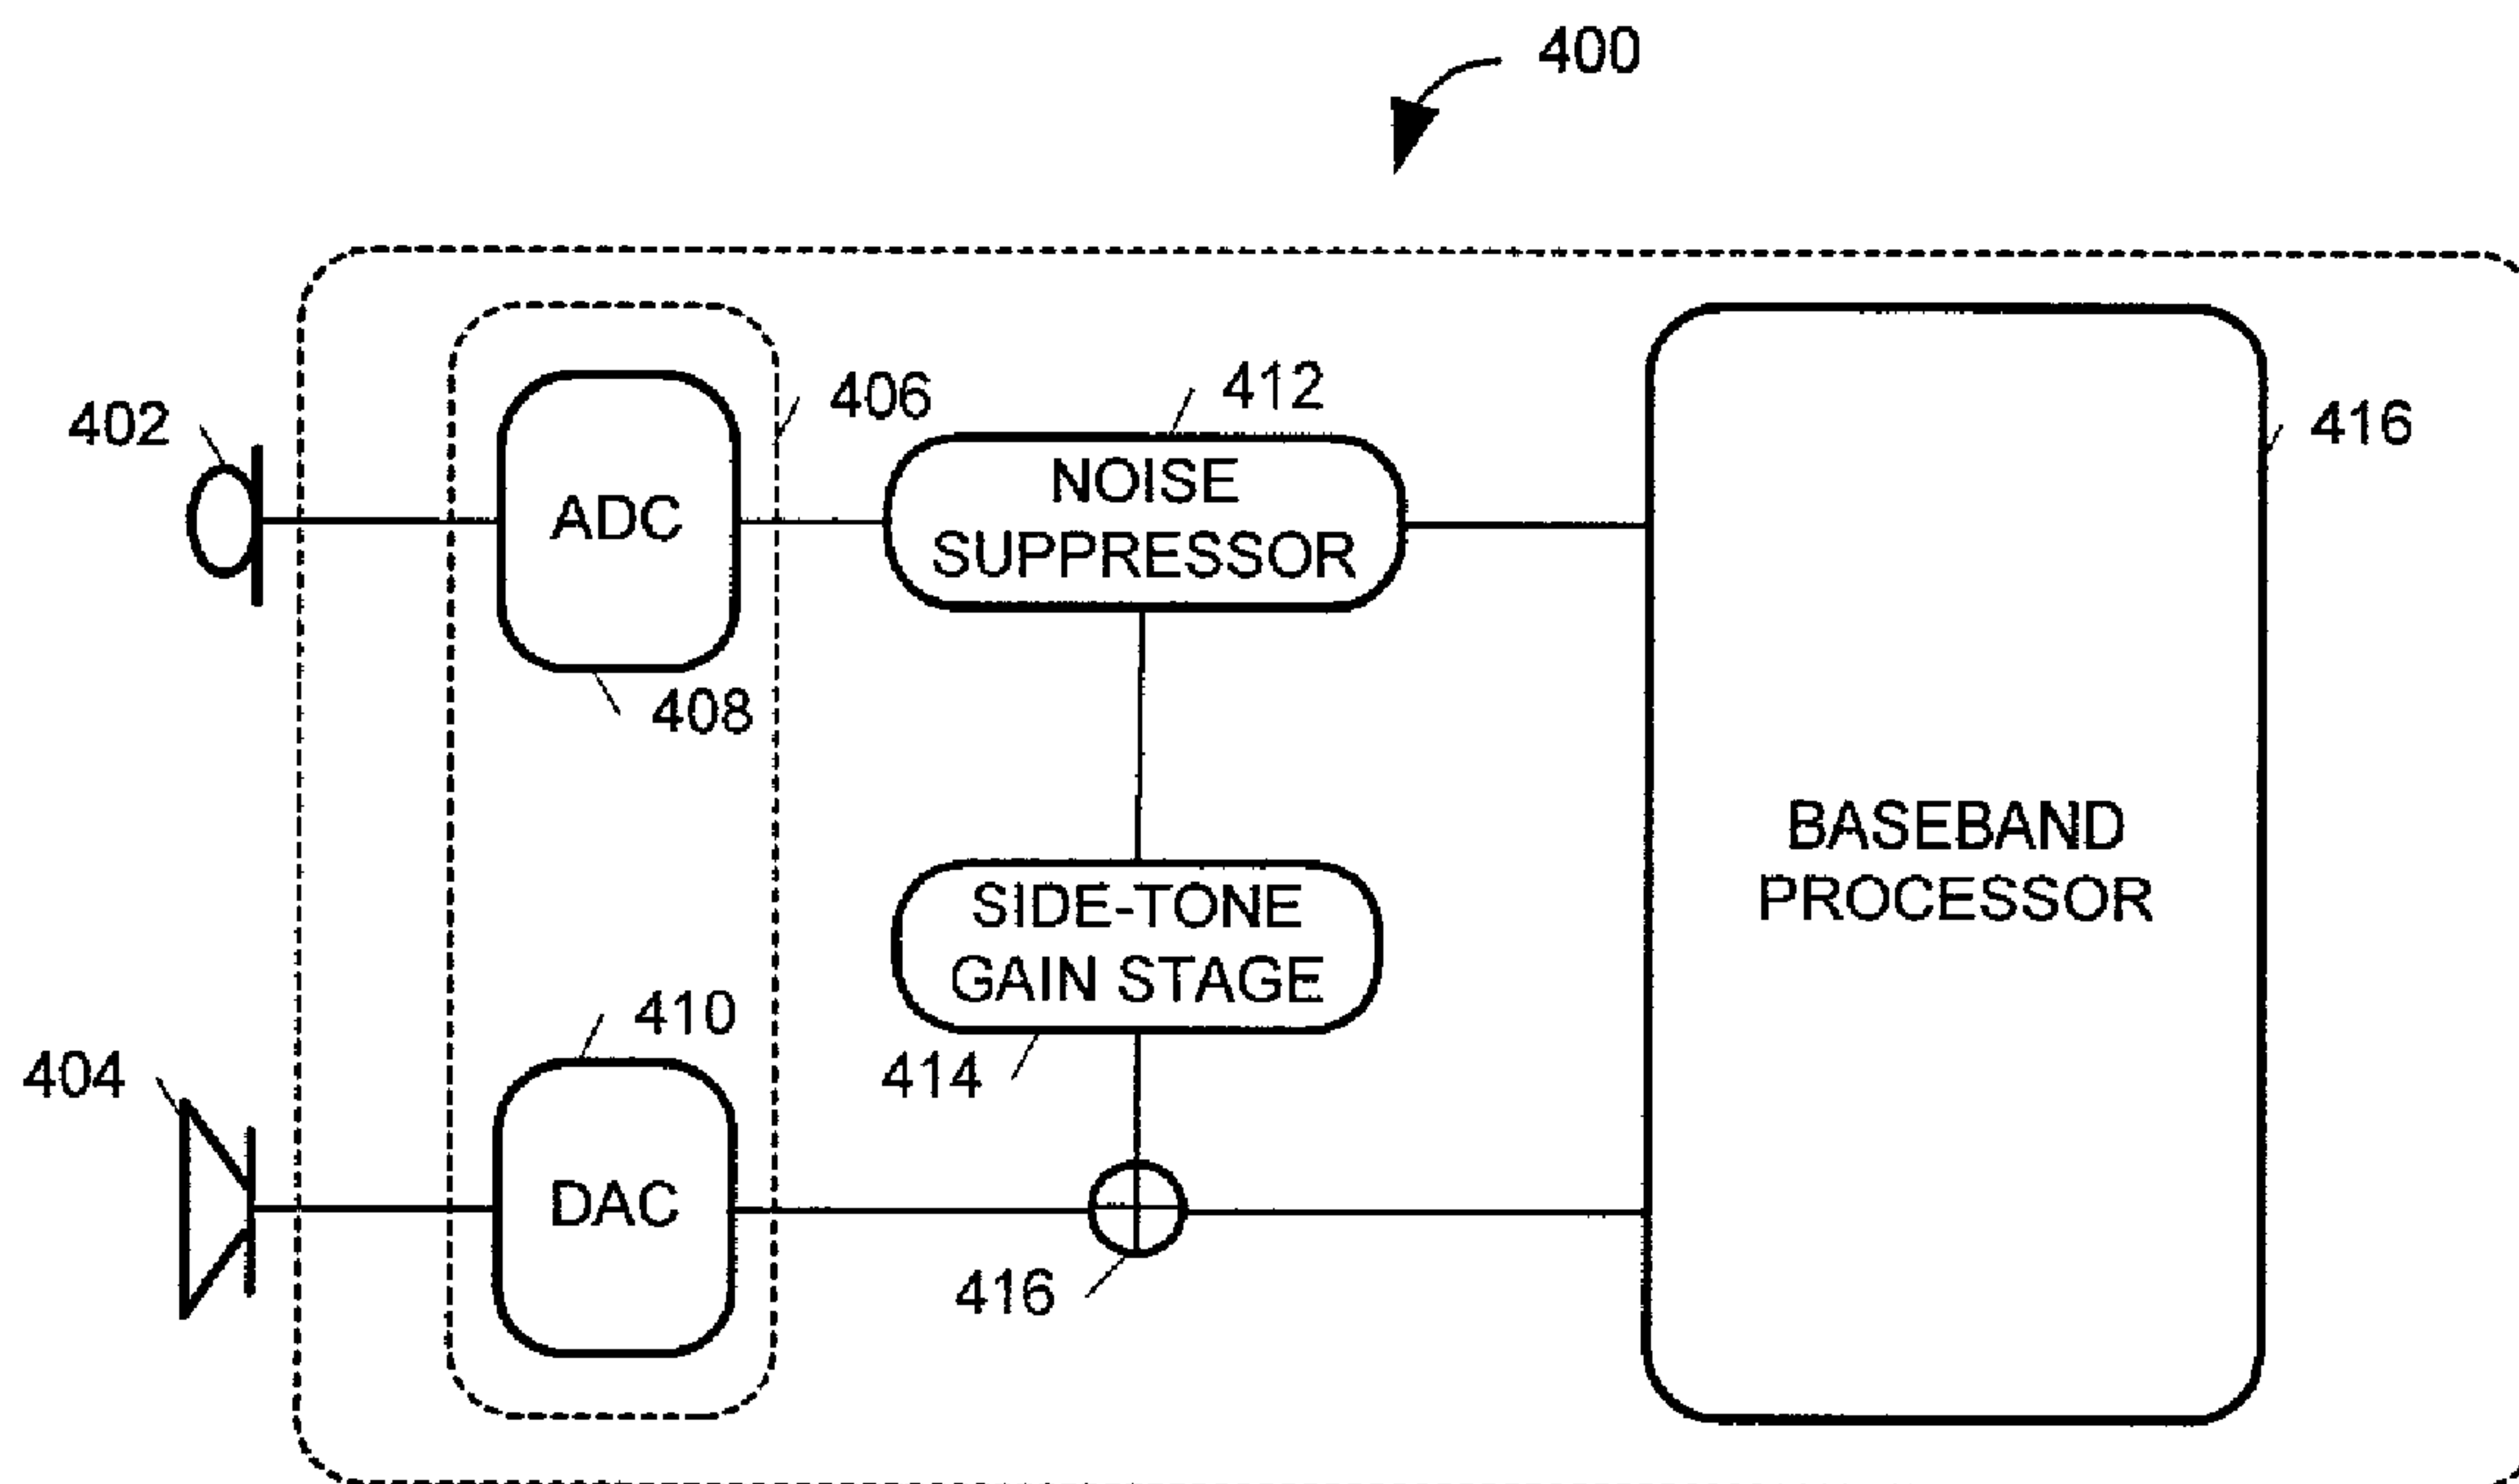 400
402
406
412
416
ADC
NOISE
SUPPRESSOR
408
BASEBAND
PROCESSOR
SIDE-TONE
GAIN STAGE
410
404
414
DAC
416